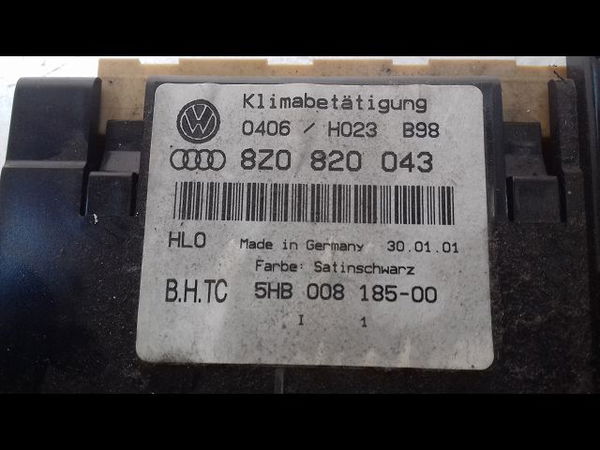 Klimabetätigung
0406 / H023 B98
8Z0 820 043
HLO Made in Germany 30.01.01
Farbe: Satinschwarz
B.H.TC 5HB 008 185-00
I 1